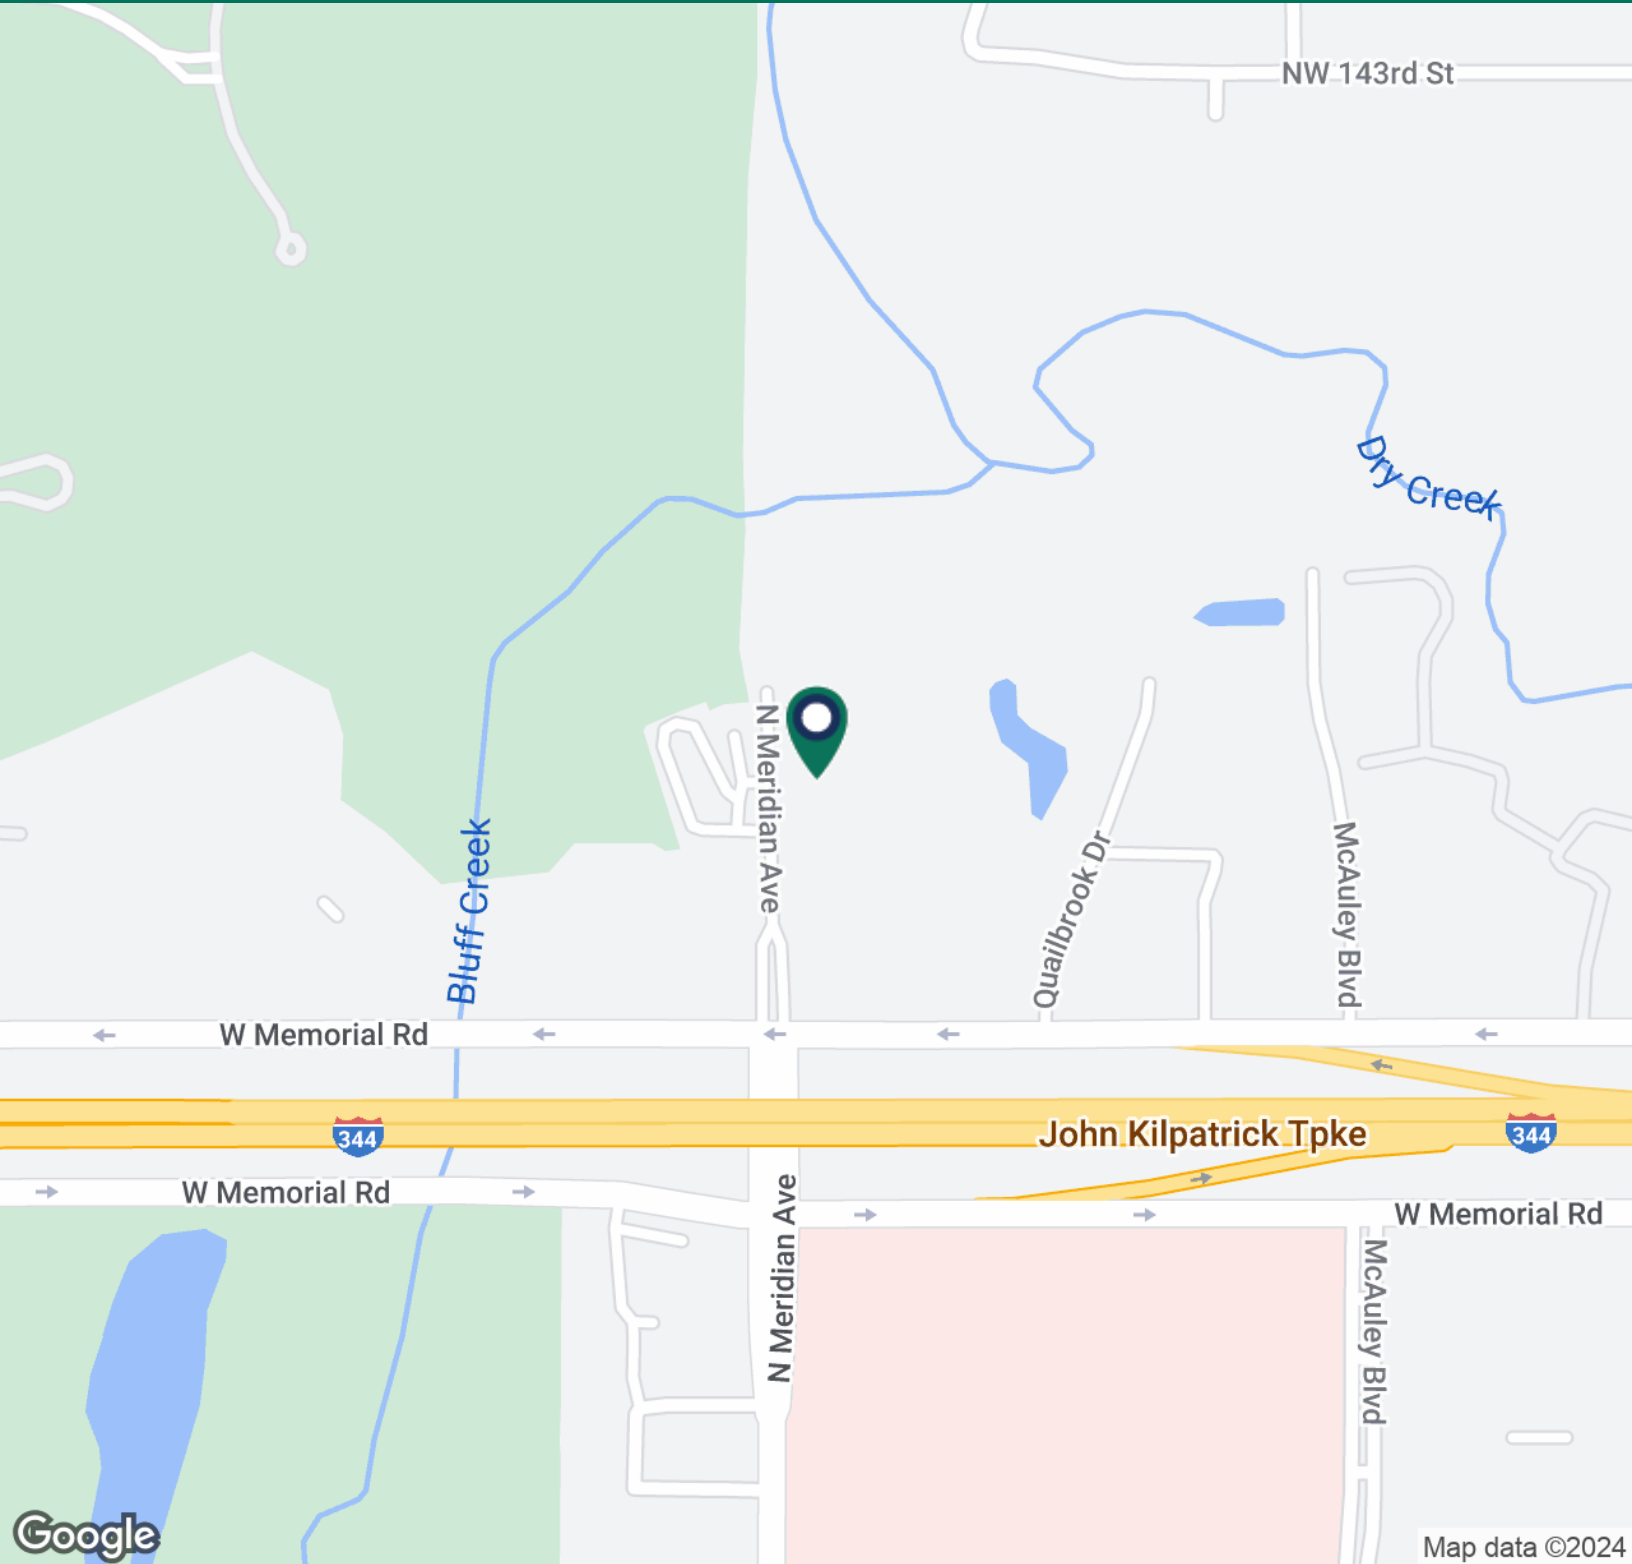 NW 143rd St
Dry Creek
N Meridian Ave
Bluff Creek
Quailbrook Dr
McAuley Blvd
W Memorial Rd
344
John Kilpatrick Tpke
344
W Memorial Rd
W Memorial Rd
N Meridian Ave
McAuley Blvd
Google
Map data ©2024